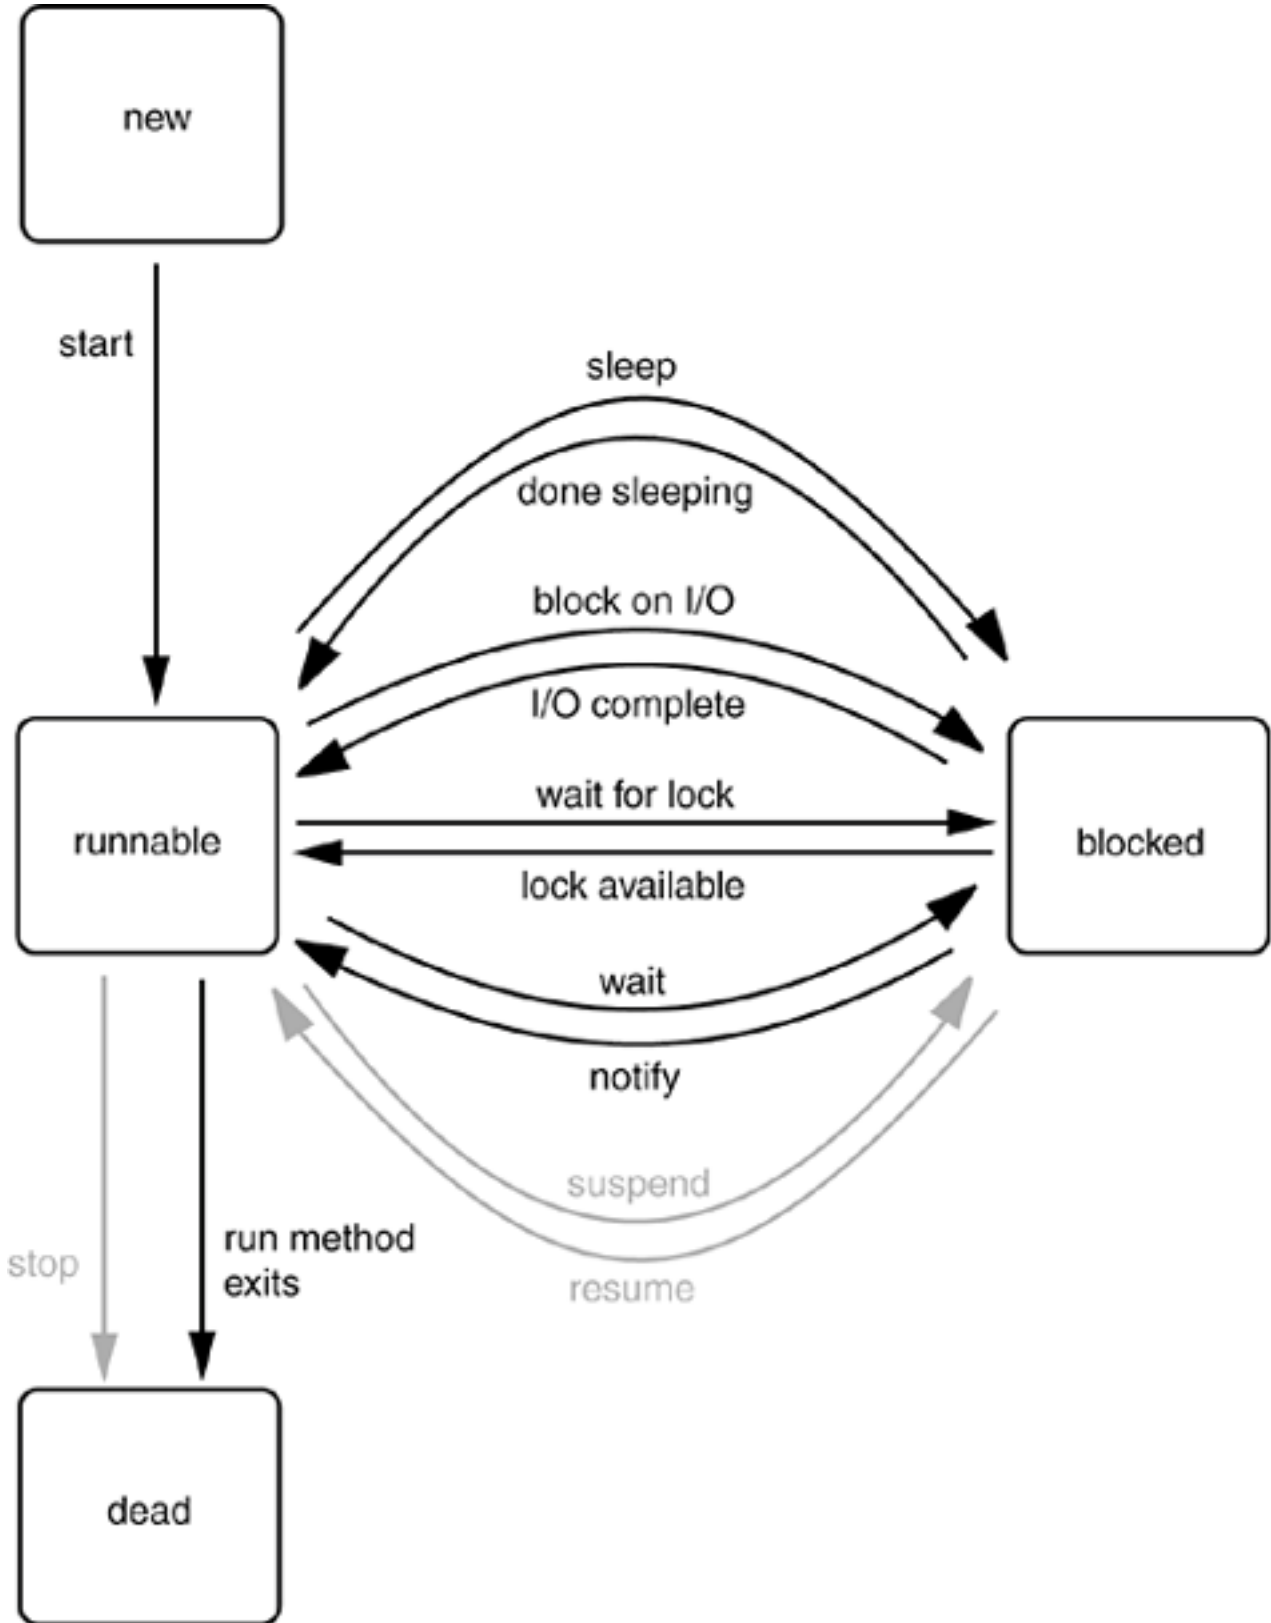 new
start
sleep
done sleeping
block on I/O
I/O complete
wait for lock
runnable
blocked
lock available
wait
notify
suspend
run method
exits
stop
resume
dead